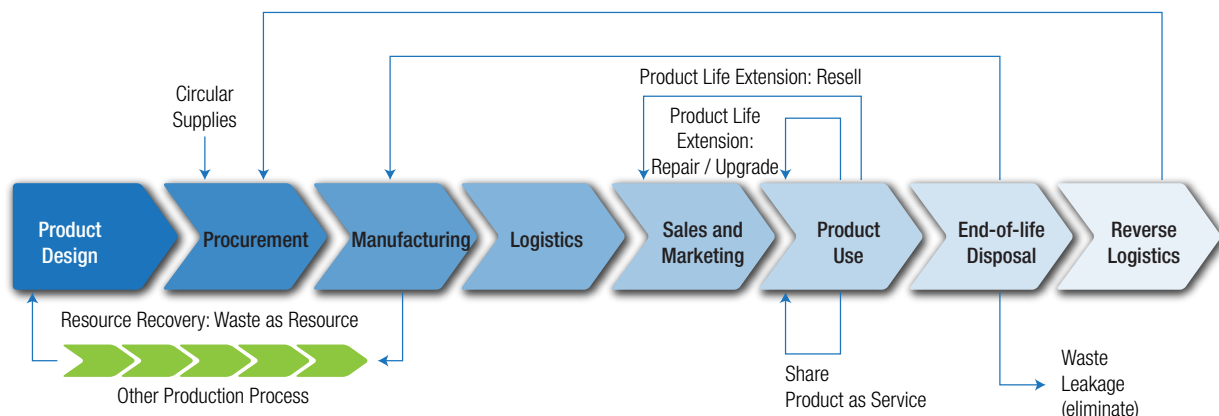 Product Life Extension: Resell
Circular
Supplies
Product Life
Extension:
Repair / Upgrade
Product
Design
Procurement
Manufacturing
Logistics
Sales and
Marketing
Product
Use
End-of-life
Disposal
Reverse
Logistics
Resource Recovery: Waste as Resource
Other Production Process
Share
Product as Service
Waste
Leakage
(eliminate)